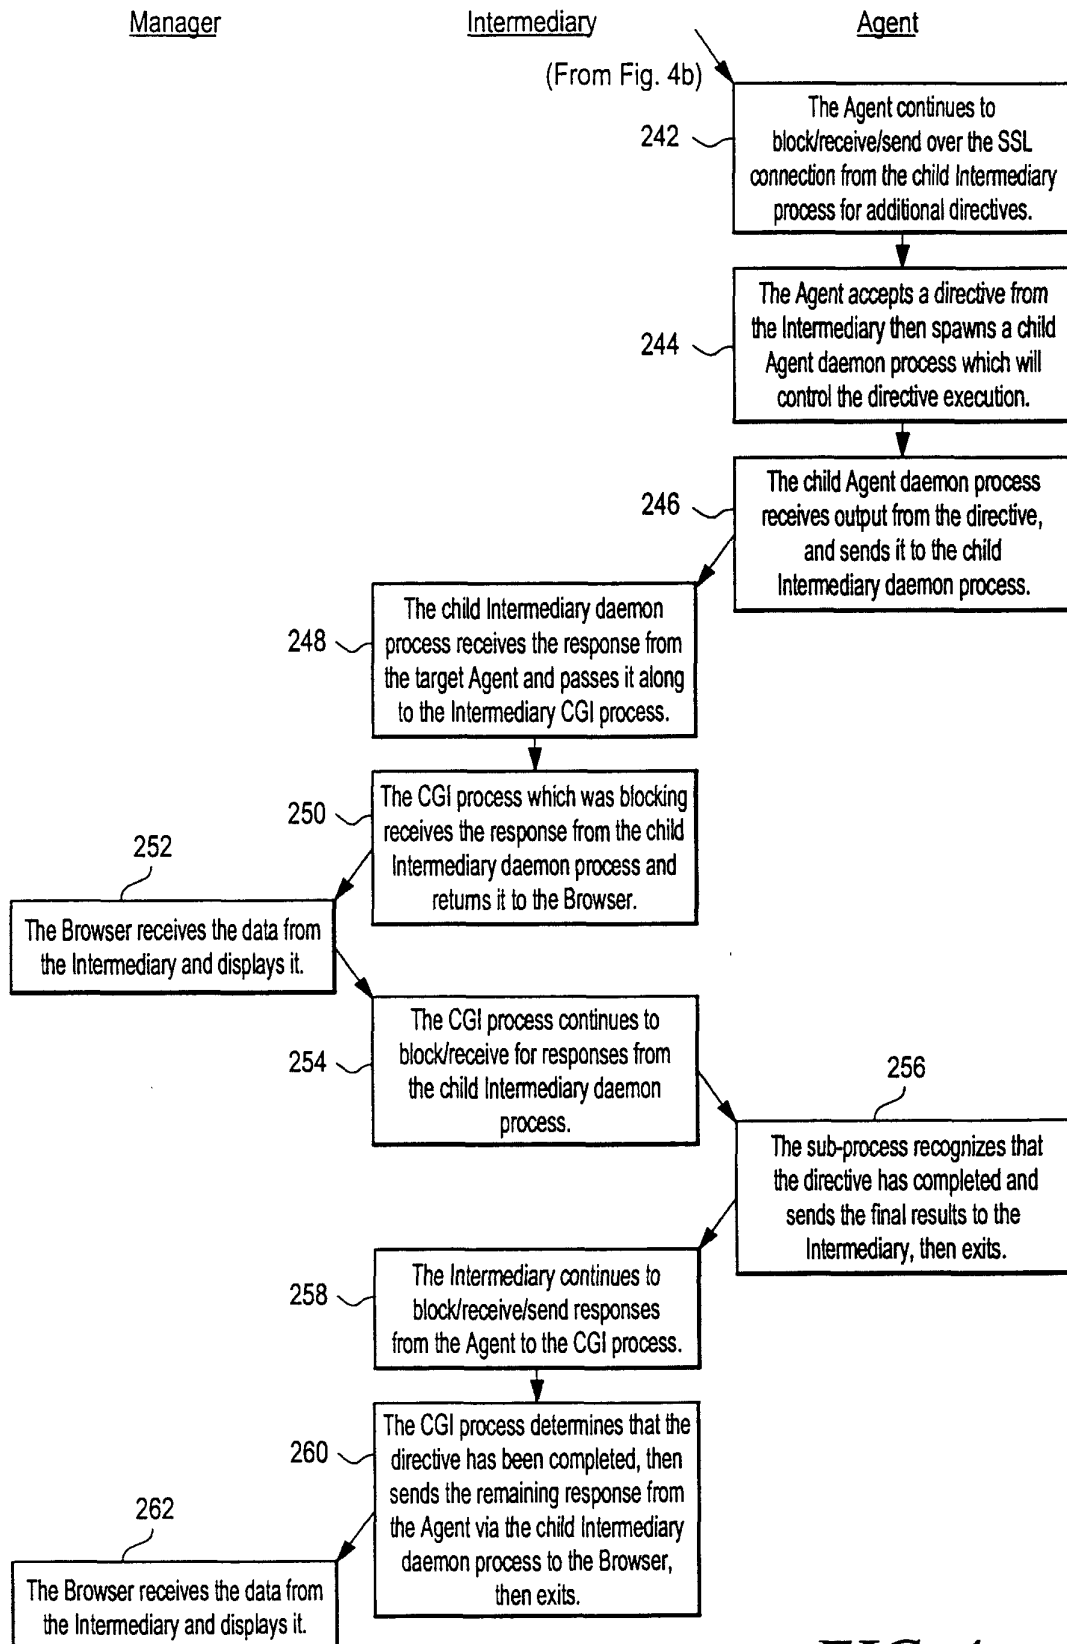 Manager
Intermediary
Agent
(From Fig. 4b)
242
The Agent continues to
block/receive/send over the SSL
connection from the child Intermediary
process for additional directives.
244
The Agent accepts a directive from
the Intermediary then spawns a child
Agent daemon process which will
control the directive execution.
246
The child Agent daemon process
receives output from the directive,
and sends it to the child
Intermediary daemon process.
248
The child Intermediary daemon
process receives the response from
the target Agent and passes it along
to the Intermediary CGI process.
250
The CGI process which was blocking
receives the response from the child
Intermediary daemon process and
returns it to the Browser.
252
The Browser receives the data from
the Intermediary and displays it.
254
The CGI process continues to
block/receive for responses from
the child Intermediary daemon
process.
256
The sub-process recognizes that
the directive has completed and
sends the final results to the
Intermediary, then exits.
258
The Intermediary continues to
block/receive/send responses
from the Agent to the CGI process.
260
The CGI process determines that the
directive has been completed, then
sends the remaining response from
the Agent via the child Intermediary
daemon process to the Browser,
then exits.
262
The Browser receives the data from
the Intermediary and displays it.